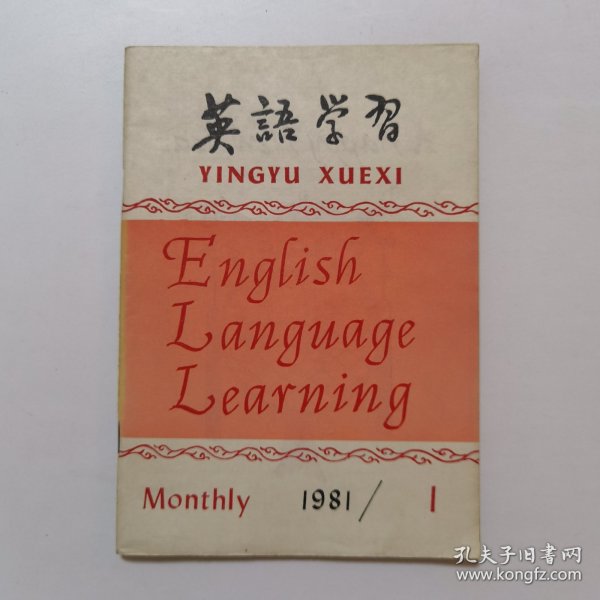 英語学習
YINGYU XUEXI
English
Language
Learning
Monthly 1981/1
孔夫子旧书网
www.kongfz.com